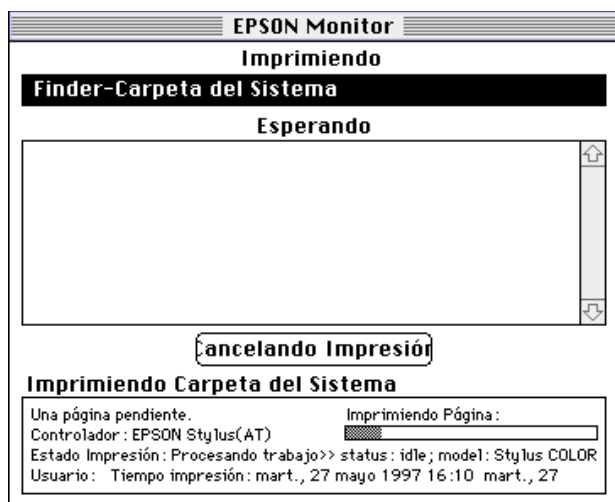 EPSON Monitor
Imprimiendo
Finder-Carpeta del Sistema
Esperando
Cancelando Impresión
Imprimiendo Carpeta del Sistema
Una página pendiente. Imprimiendo Página:
Controlador: EPSON Stylus(AT)
Estado Impresión: Procesando trabajo>> status: idle; model: Stylus COLOR
Usuario: Tiempo impresión: mart., 27 mayo 1997 16:10 mart., 27